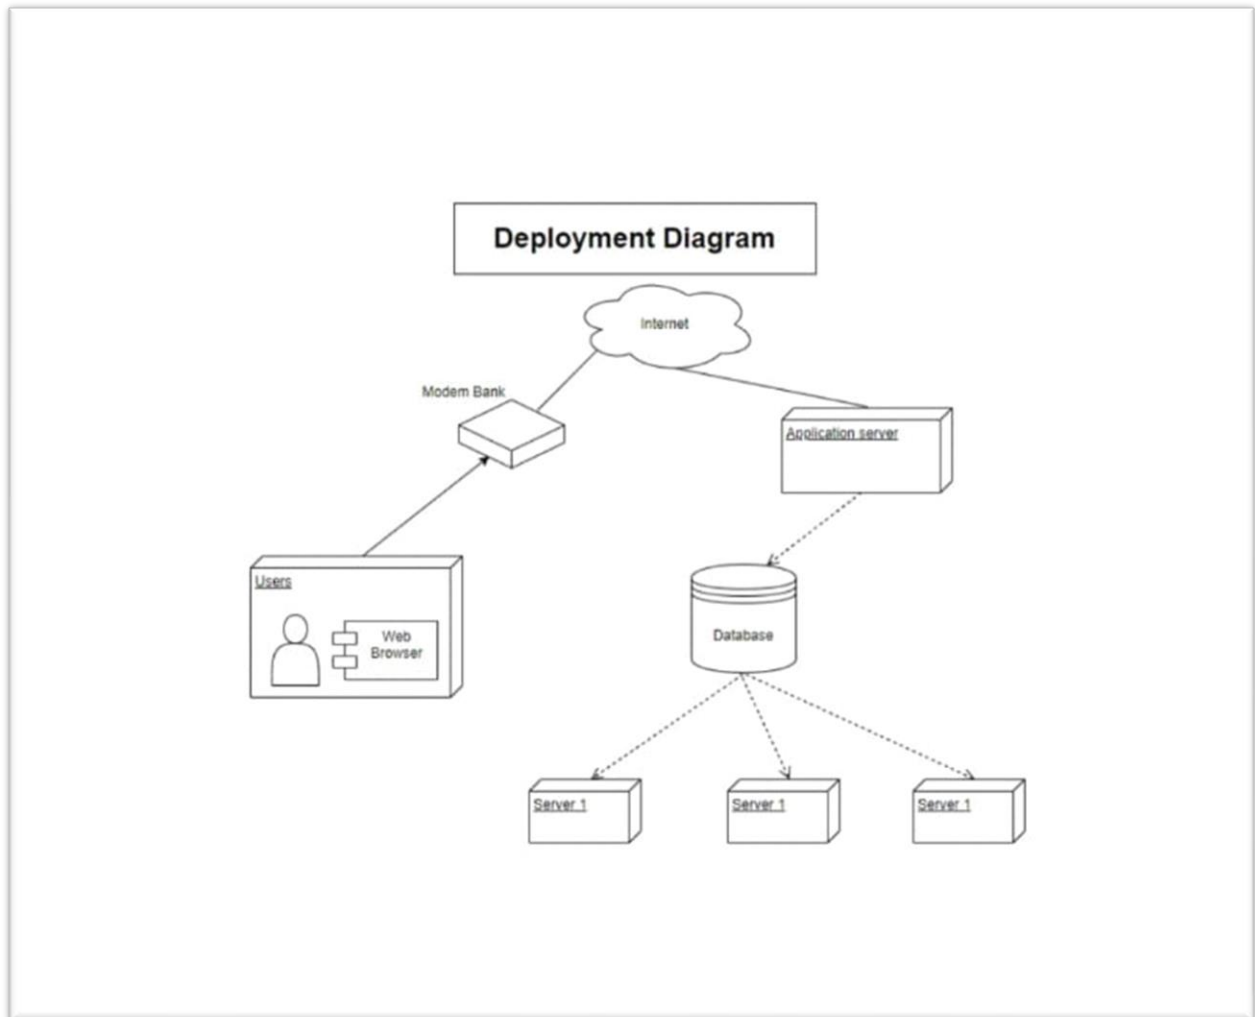 Deployment Diagram
Internet
Modem Bank
Application server
Users
Web
Browser
Database
Server 1
Server 1
Server 1